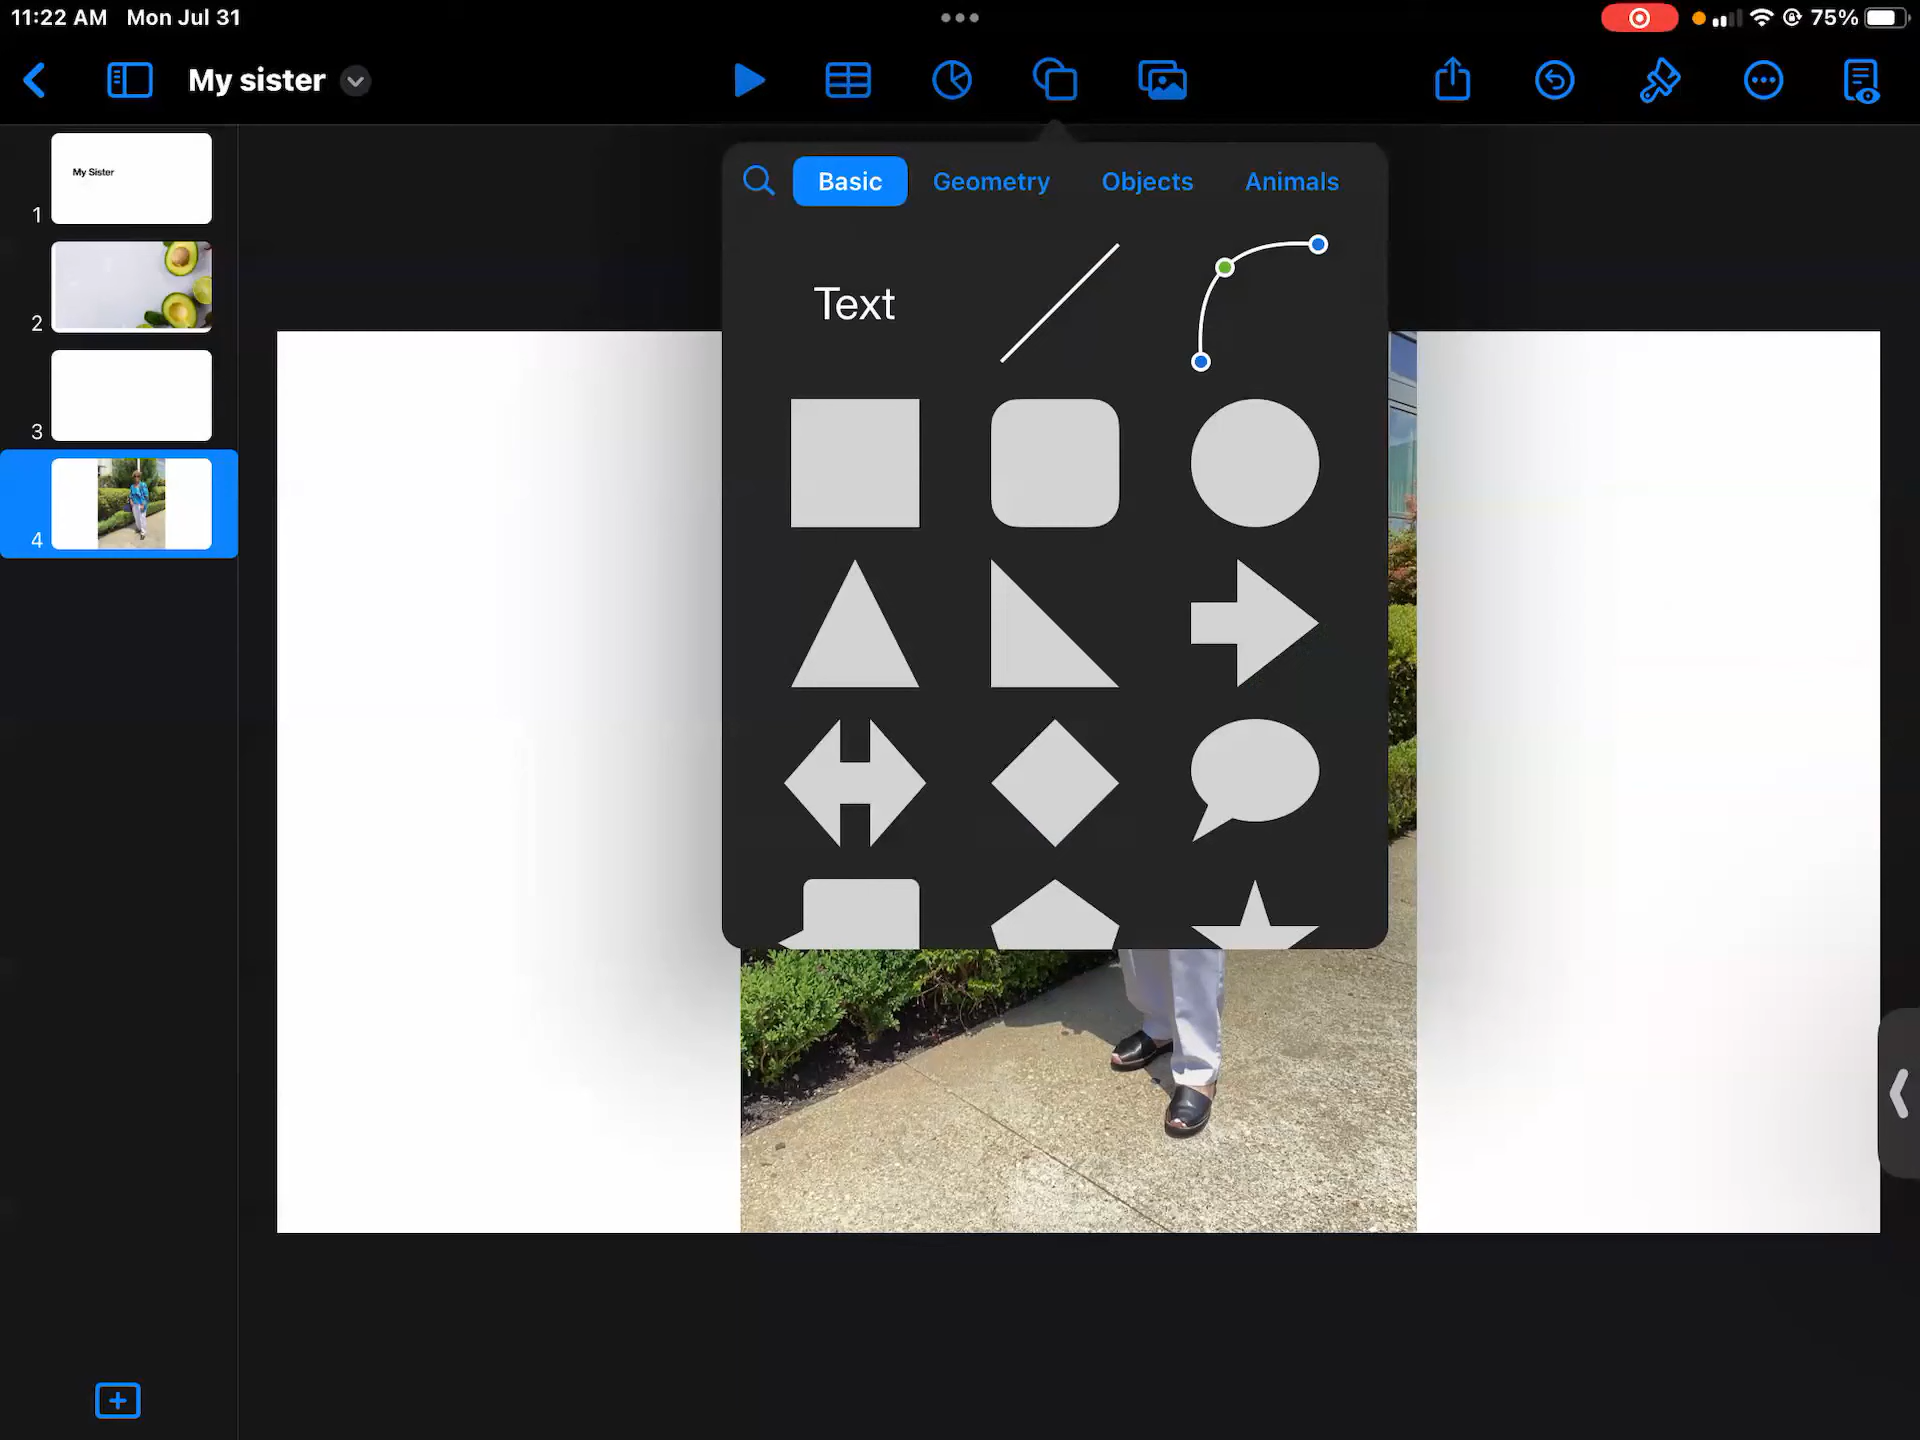 11:22 AM Mon Jul 31
75%
My sister
Basic
Geometry
Objects
Animals
Text
My Sister
1
2
3
4